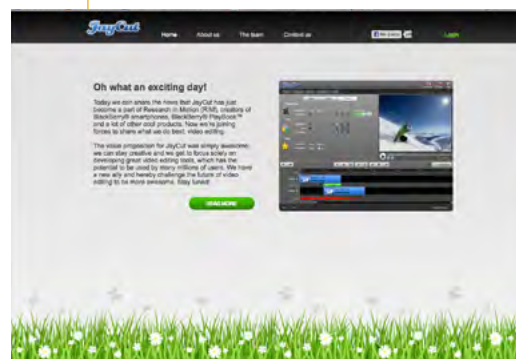 JayCut
Home About us The team Contact us Login
Oh what an exciting day!
Today we can share the news that JayCut has just
become a part of Research In Motion (RIM), creators of
BlackBerry® smartphones, BlackBerry® PlayBook™
and a lot of other cool products. Now we're joining
forces to share what we do best, video editing.
The value proposition for JayCut was simply awesome;
we can stay creative and we get to focus solely on
developing great video editing tools, which has the
potential to be used by many millions of users. We have
a new ally and hereby challenge the future of video
editing to be more awesome. Stay tuned!
READ MORE